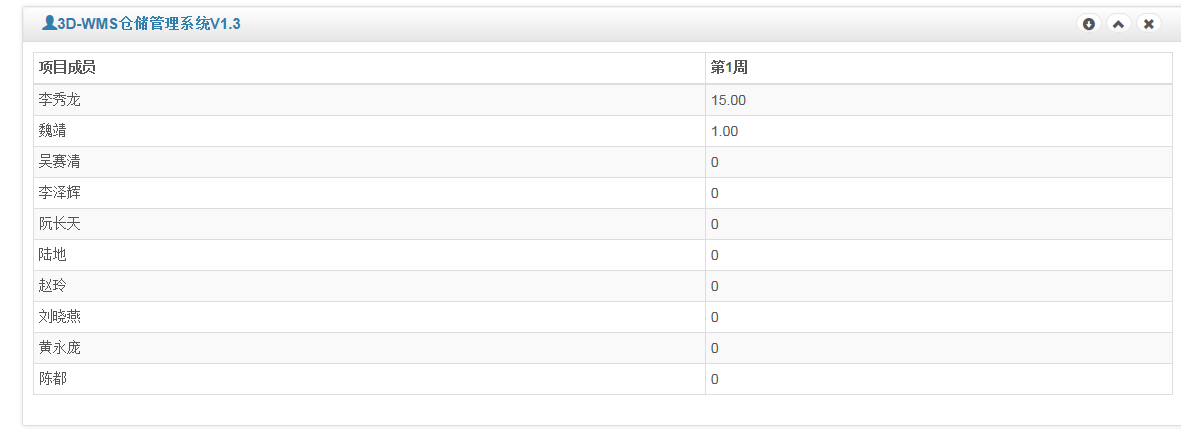 3D-WMS仓储管理系统V1.3
项目成员 第1周
李秀龙 15.00
魏靖 1.00
吴赛清 0
李泽辉 0
阮长天 0
陆地 0
赵玲 0
刘晓燕 0
黄永庞 0
陈都 0